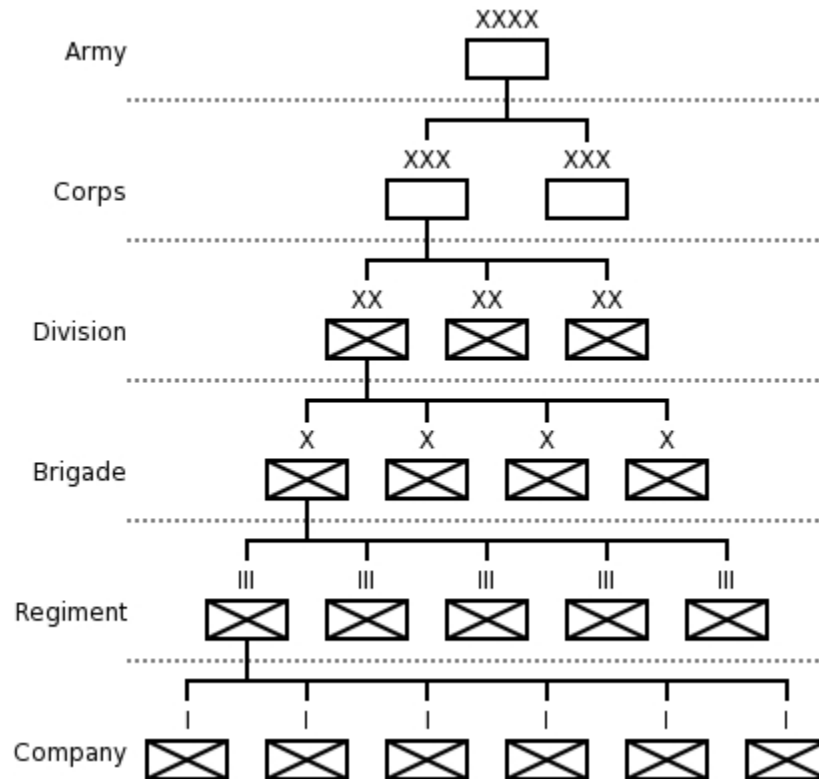 XXXX
Army
XXX XXX
Corps
XX XX XX
Division
X X X X
Brigade
III III III III III
Regiment
I I I I I I
Company